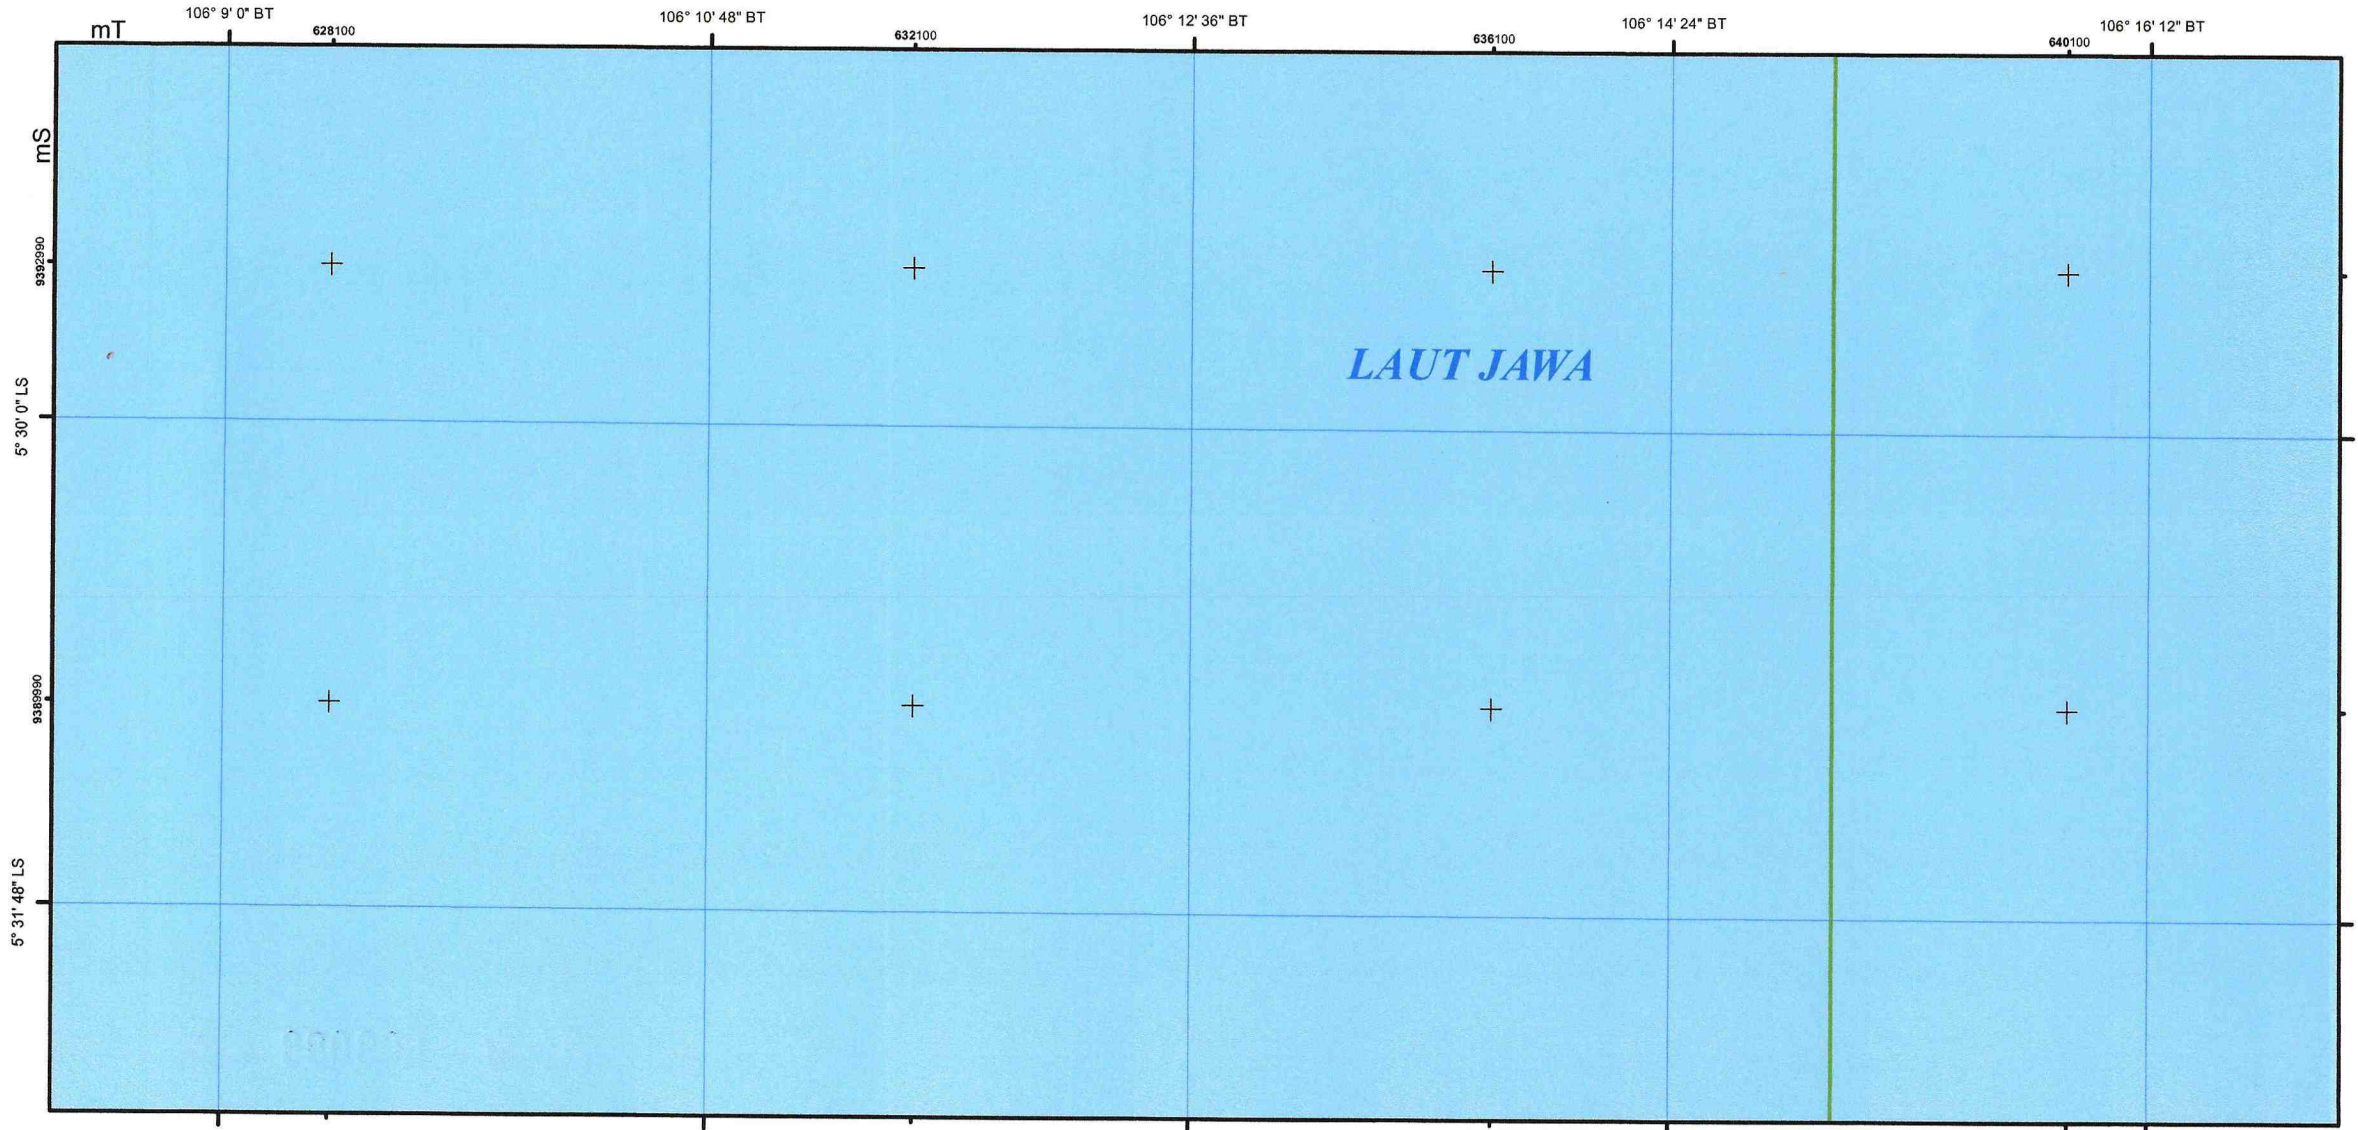 106° 9' 0" BT
106° 10' 48" BT
106° 12' 36" BT
106° 14' 24" BT
106° 16' 12" BT
mT
628100
632100
636100
640100
mS
9392990
LAUT JAWA
5° 30' 0" LS
9389990
5° 31' 48" LS